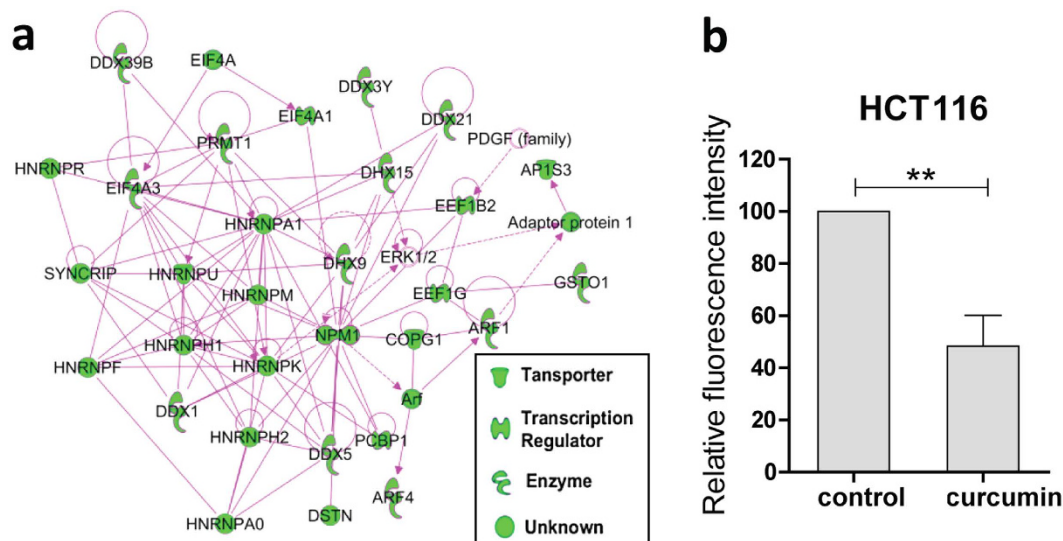 a
DDX39B
EIF4A
DDX3Y
EIF4A1
DDX21
PDGF (family)
PRMT1
AP1S3
HNRNPR
DHX15
EIF4A3
EEF1B2
HNRNPA1
Adapter protein 1
ERK1/2
SYNCRIP
HNRNPU
DHX9
GSTO1
HNRNPM
EEF1G
NPM1
COPG1
ARF1
HNRNPH1
HNRNPF
HNRNPK
Arf
DDX1
HNRNPH2
PCBP1
DDX5
ARF4
HNRNPA0
DSTN
Tansporter
Transcription
Regulator
Enzyme
Unknown
b
HCT116
Relative fluorescence intensity
120
100
80
60
40
20
0
**
control curcumin